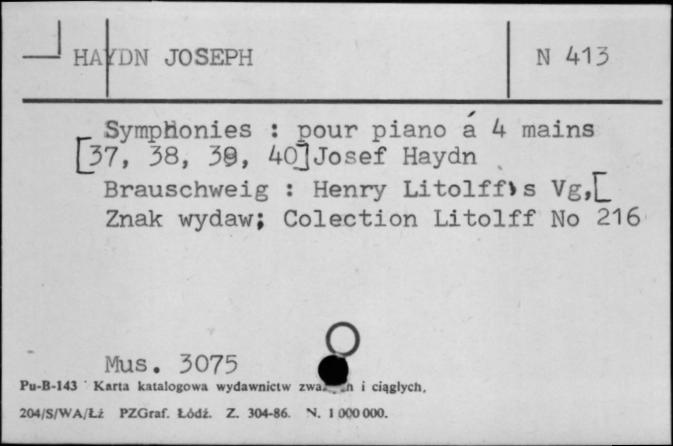 HAYDN JOSEPH N 413
Symphonies : pour piano á 4 mains
[37, 38, 39, 40] Josef Haydn
Brauschweig : Henry Litolff's Vg,[
Znak wydaw; Colection Litolff No 216
Mus. 3075
Pu-B-143 Karta katalogowa wydawnictw i ciągłych.
204/S/WA/Łź PZGraf. Łódź. Z. 304-86. N. 1 000 000.